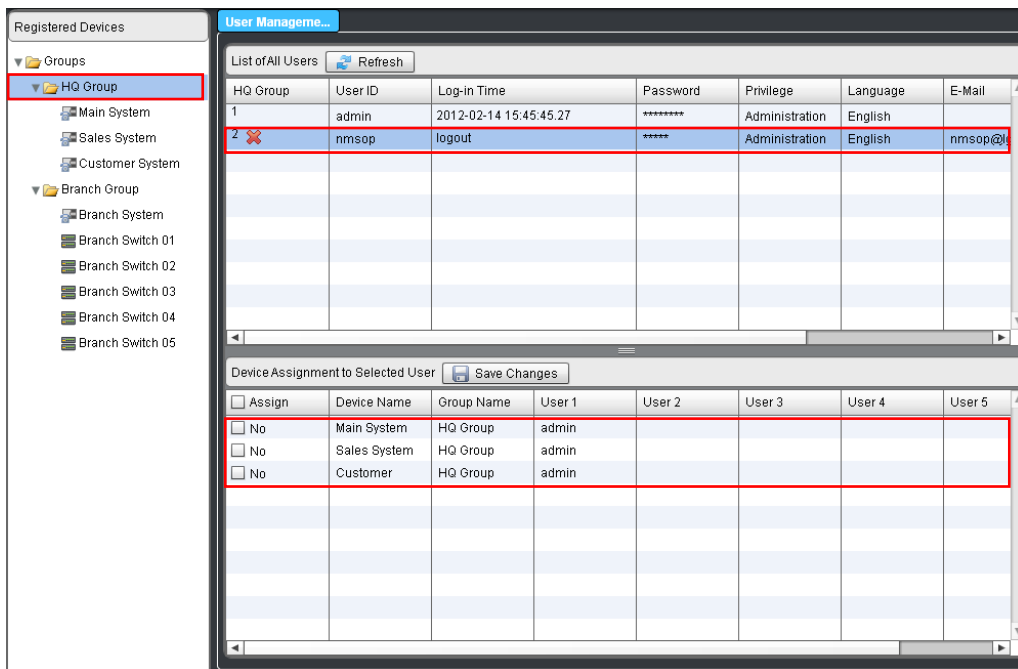 Registered Devices
Groups
HQ Group
Main System
Sales System
Customer System
Branch Group
Branch System
Branch Switch 01
Branch Switch 02
Branch Switch 03
Branch Switch 04
Branch Switch 05
User Manageme...
List of All Users Refresh
HQ Group User ID Log-in Time Password Privilege Language E-Mail
1 admin 2012-02-14 15:45:45.27 ******** Administration English
2 nmsop logout ***** Administration English nmsop@lg
Device Assignment to Selected User Save Changes
Assign Device Name Group Name User 1 User 2 User 3 User 4 User 5
No Main System HQ Group admin
No Sales System HQ Group admin
No Customer HQ Group admin